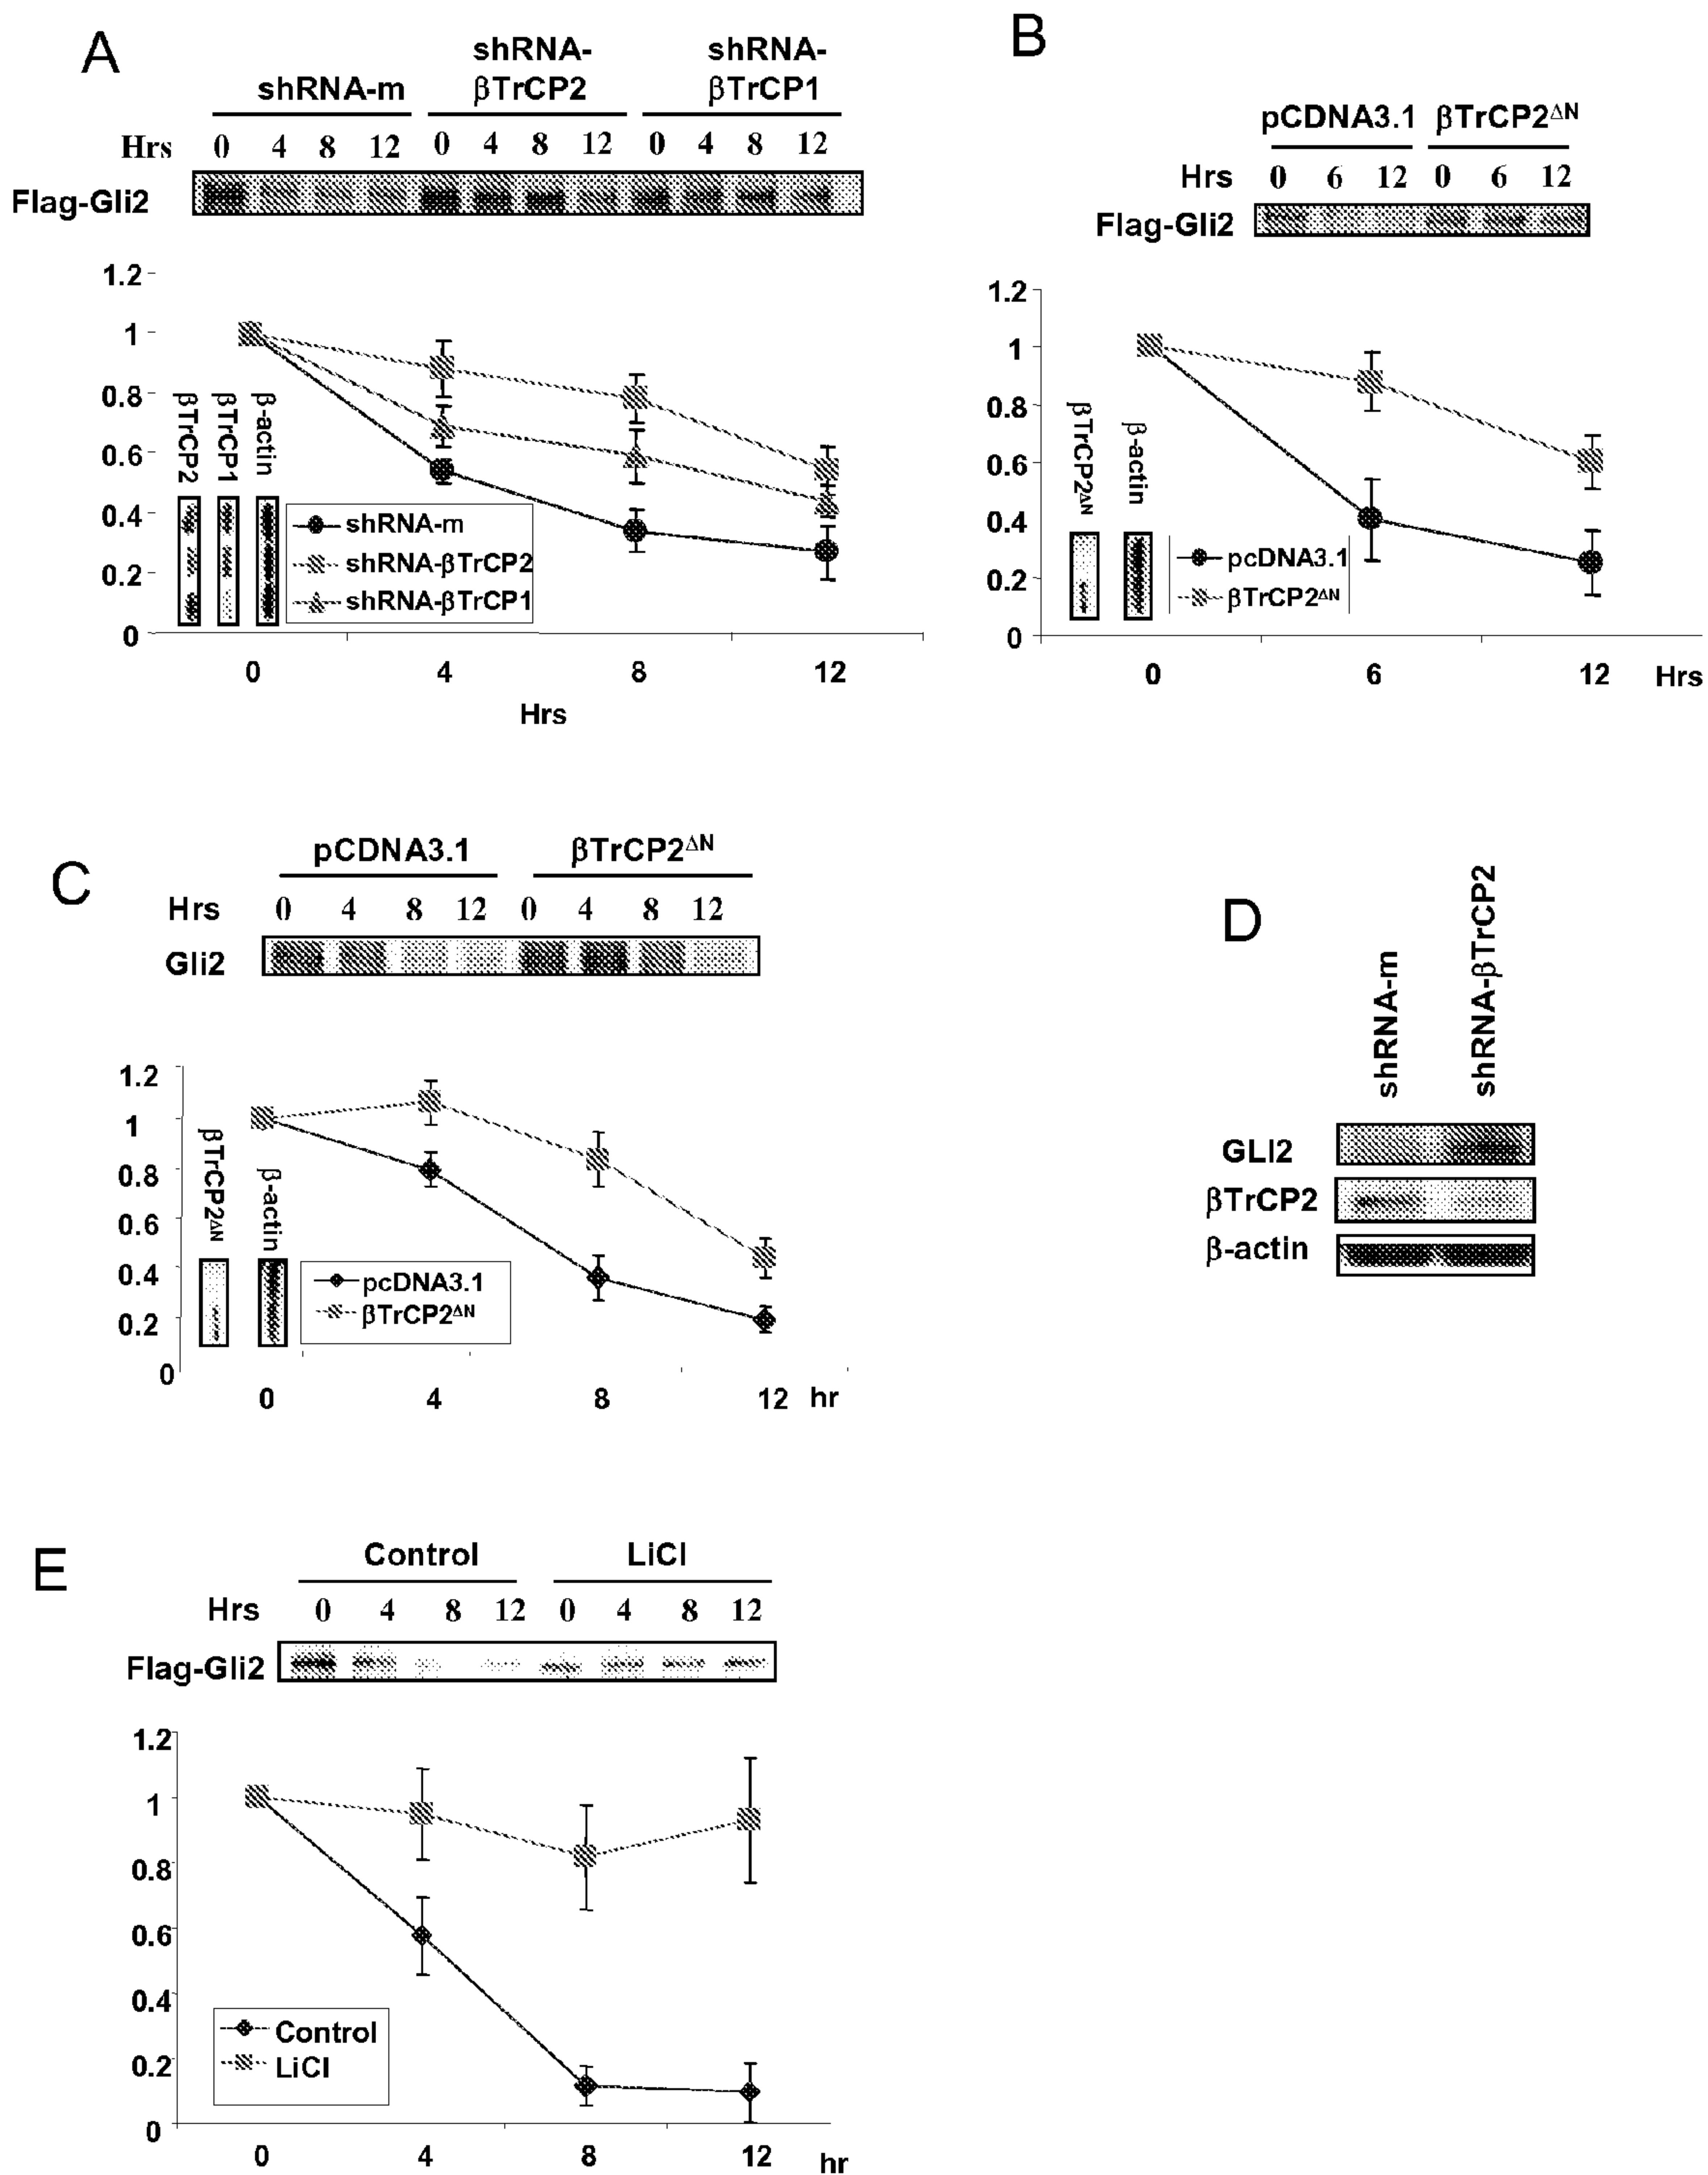 A
shRNA-m
shRNA-
βTrCP2
shRNA-
βTrCP1
Hrs 0 4 8 12 0 4 8 12 0 4 8 12
Flag-Gli2
1.2
1
0.8
0.6
0.4
0.2
0
βTrCP2
βTrCP1
β-actin
shRNA-m
shRNA-βTrCP2
shRNA-βTrCP1
0 4 8 12
Hrs
B
pCDNA3.1 βTrCP2ΔN
Hrs 0 6 12 0 6 12
Flag-Gli2
1.2
1
0.8
0.6
0.4
0.2
0
βTrCP2ΔN
β-actin
pcDNA3.1
βTrCP2ΔN
0 6 12 Hrs
C
pCDNA3.1 βTrCP2ΔN
Hrs 0 4 8 12 0 4 8 12
Gli2
1.2
1
0.8
0.6
0.4
0.2
0
βTrCP2ΔN
β-actin
pcDNA3.1
βTrCP2ΔN
0 4 8 12 hr
D
shRNA-m
shRNA-βTrCP2
GLI2
βTrCP2
β-actin
E
Control LiCl
Hrs 0 4 8 12 0 4 8 12
Flag-Gli2
1.2
1
0.8
0.6
0.4
0.2
0
Control
LiCl
0 4 8 12 hr